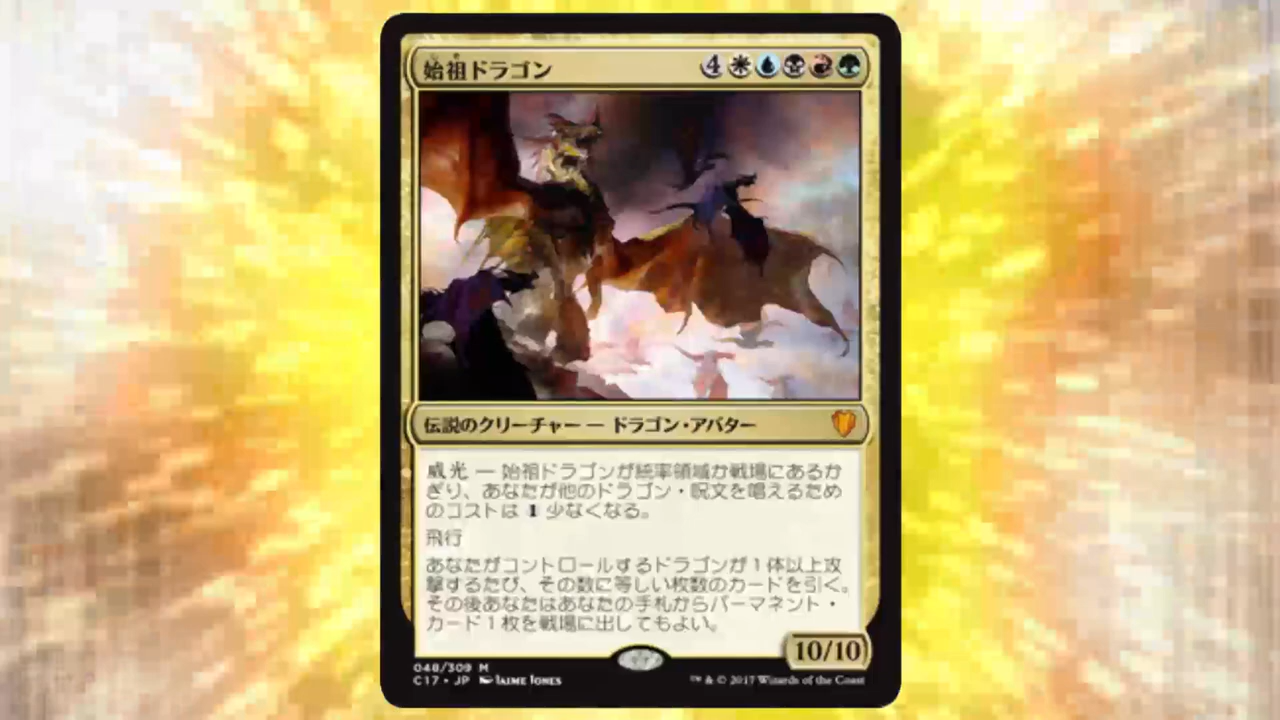 始祖ドラゴン
4
伝説のクリーチャー — ドラゴン・アバター
威光 — 始祖ドラゴンが統率領域か戦場にあるか
ぎり、あなたが他のドラゴン・呪文を唱えるため
のコストは 1 少なくなる。
飛行
あなたがコントロールするドラゴンが1体以上攻
撃するたび、その数に等しい枚数のカードを引く。
その後あなたはあなたの手札からパーマネント・
カード1枚を戦場に出してもよい。
10/10
048/309 M
C17・JP JAIME JONES
™ & © 2017 Wizards of the Coast